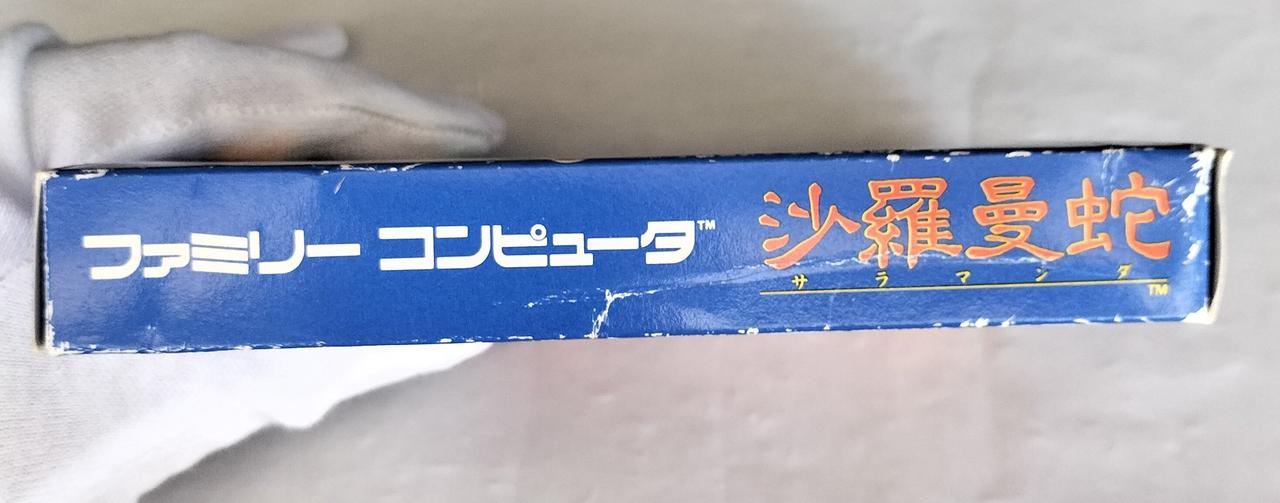 ファミリー コンピュータ™
沙羅曼蛇
サラマンダ
TM